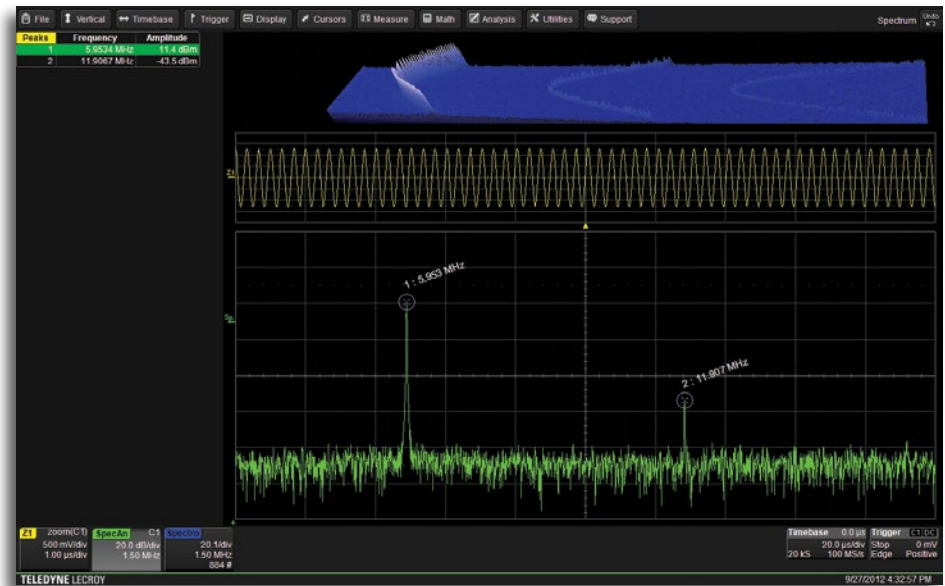 File Vertical Timebase Trigger Display Cursors Measure Math Analysis Utilities Support Spectrum Undo
Peaks Frequency Amplitude
1 5.9534 MHz 11.4 dBm
2 11.9067 MHz -43.5 dBm
Z1
1 : 5.953 MHz
Sp
2 : 11.907 MHz
Z1 zoom(C1) SpecAn C1 Spectro Timebase 0.0 µs Trigger C1 DC
500 mV/div 20.0 dB/div 20.1/div 20.0 µs/div Stop 0 mV
1.00 µs/div 1.50 MHz 1.50 MHz 20 kS 100 MS/s Edge Positive
884 #
TELEDYNE LECROY 9/27/2012 4:32:57 PM